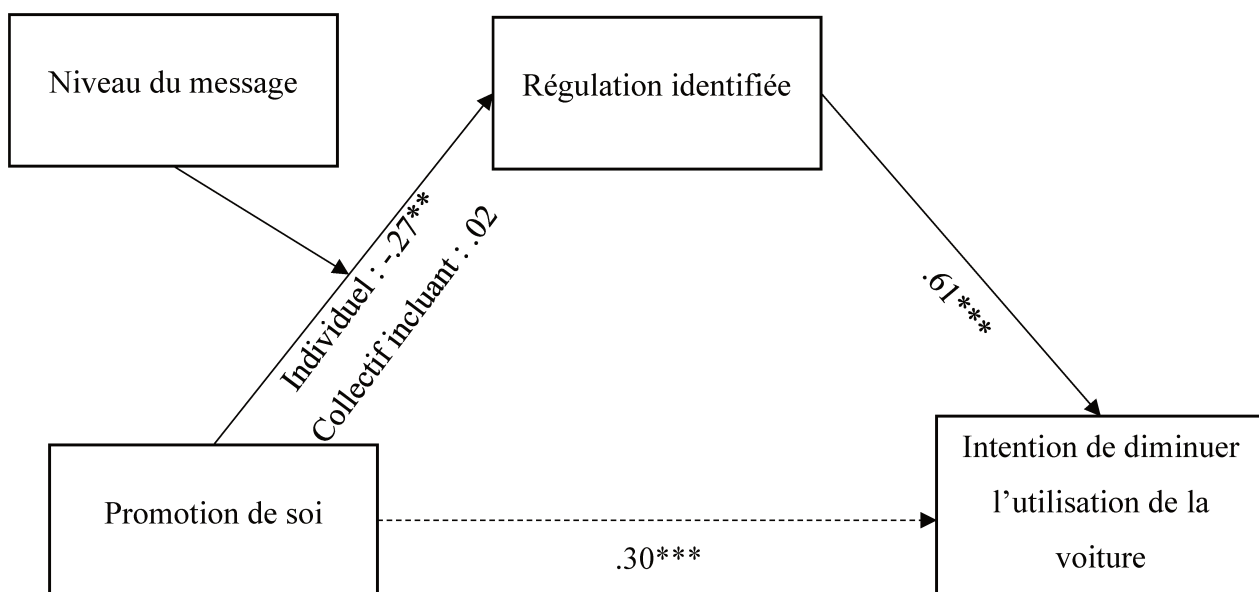 Niveau du message
Régulation identifiée
Individuel : -.27**
Collectif incluant : .02
.61***
Promotion de soi
.30***
Intention de diminuer
l’utilisation de la
voiture